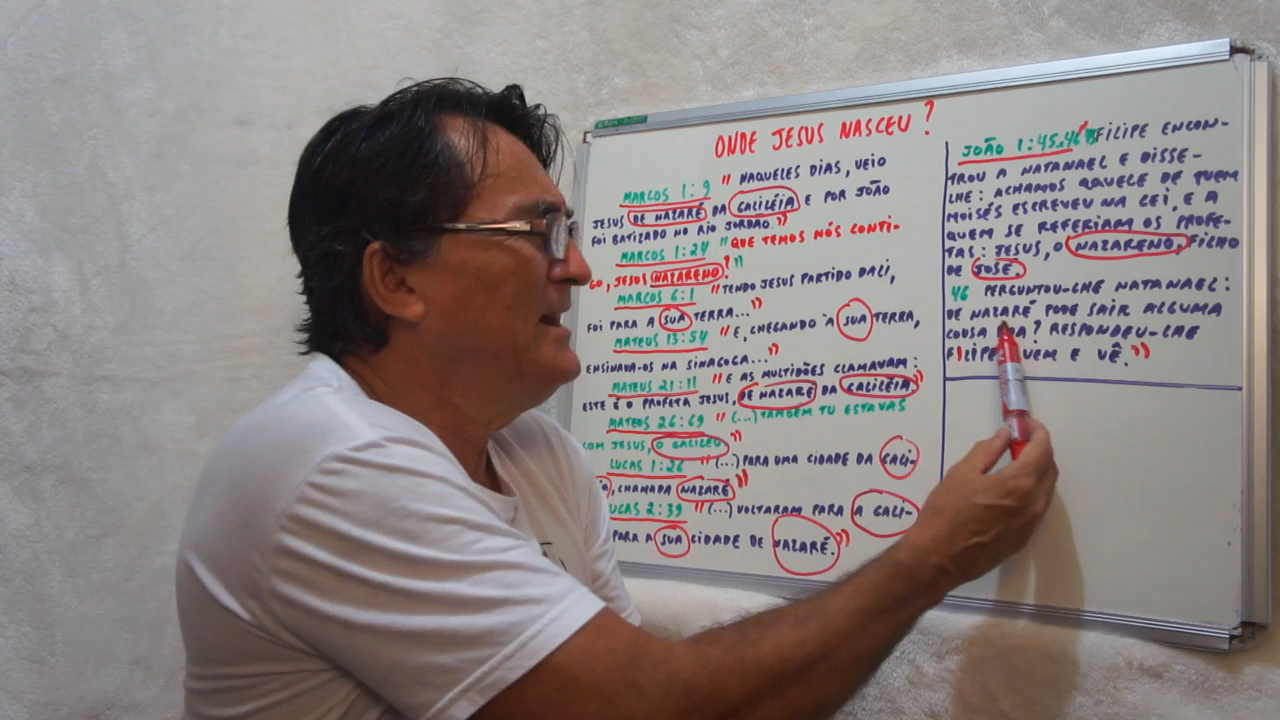 ONDE JESUS NASCEU?
MARCOS 1:9 " NAQUELES DIAS, VEIO
JESUS DE NAZARÉ DA GALILÉIA E POR JOÃO
FOI BATIZADO NO RIO JORDÃO."
MARCOS 1:24 "QUE TEMOS NÓS CONTI-
GO, JESUS NAZARENO?"
MARCOS 6:1 "TENDO JESUS PARTIDO DALI,
FOI PARA A SUA TERRA..."
MATEUS 13:54 "E, CHEGANDO À SUA TERRA,
ENSINAVA-OS NA SINAGOGA..."
MATEUS 21:11 "E AS MULTIDÕES CLAMAVAM:
ESTE É O PROFETA JESUS, DE NAZARÉ DA GALILÉIA"
MATEUS 26:69 "(...) TAMBÉM TU ESTAVAS
COM JESUS, O GALILEU."
LUCAS 1:26 "(...) PARA UMA CIDADE DA GALI-
, CHAMADA NAZARÉ"
LUCAS 2:39 "(...) VOLTARAM PARA A GALI-
PARA A SUA CIDADE DE NAZARÉ."
JOÃO 1:45.46 "FILIPE ENCON-
TROU A NATANAEL E DISSE-
LHE: ACHAMOS AQUELE DE QUEM
MOISÉS ESCREVEU NA LEI, E A
QUEM SE REFERIAM OS PROFE-
TAS: JESUS, O NAZARENO, FILHO
DE JOSÉ.
46 PERGUNTOU-LHE NATANAEL:
DE NAZARÉ PODE SAIR ALGUMA
COUSA BOA? RESPONDEU-LHE
FILIPE: VEM E VÊ."